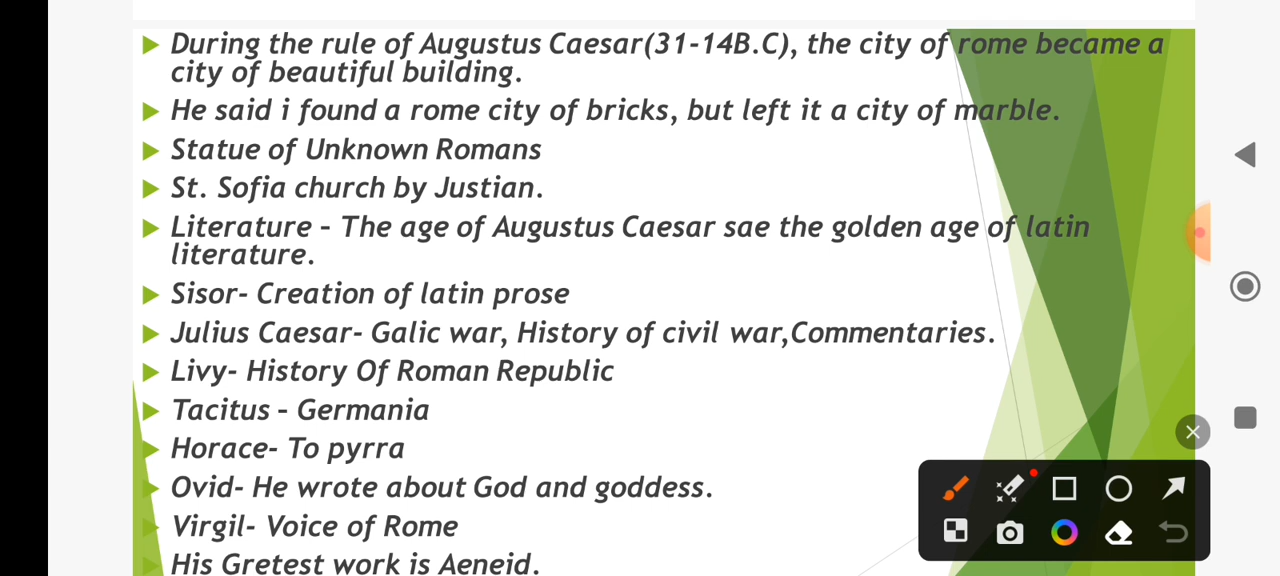 During the rule of Augustus Caesar(31-14B.C), the city of rome became a
city of beautiful building.
He said i found a rome city of bricks, but left it a city of marble.
Statue of Unknown Romans
St. Sofia church by Justian.
Literature - The age of Augustus Caesar sae the golden age of latin
literature.
Sisor- Creation of latin prose
Julius Caesar- Galic war, History of civil war,Commentaries.
Livy- History Of Roman Republic
Tacitus - Germania
Horace- To pyrra
Ovid- He wrote about God and goddess.
Virgil- Voice of Rome
His Gretest work is Aeneid.